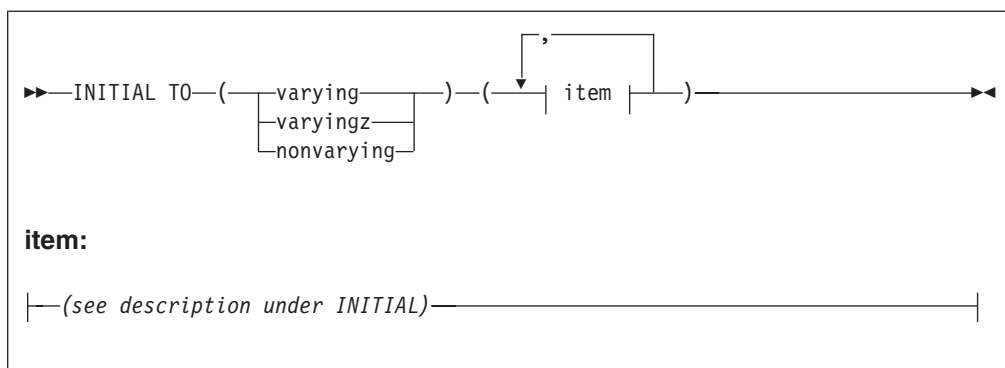 ,
►►─INITIAL TO─( varying )─( item )─►◄
varyingz
nonvarying
item:
(see description under INITIAL)